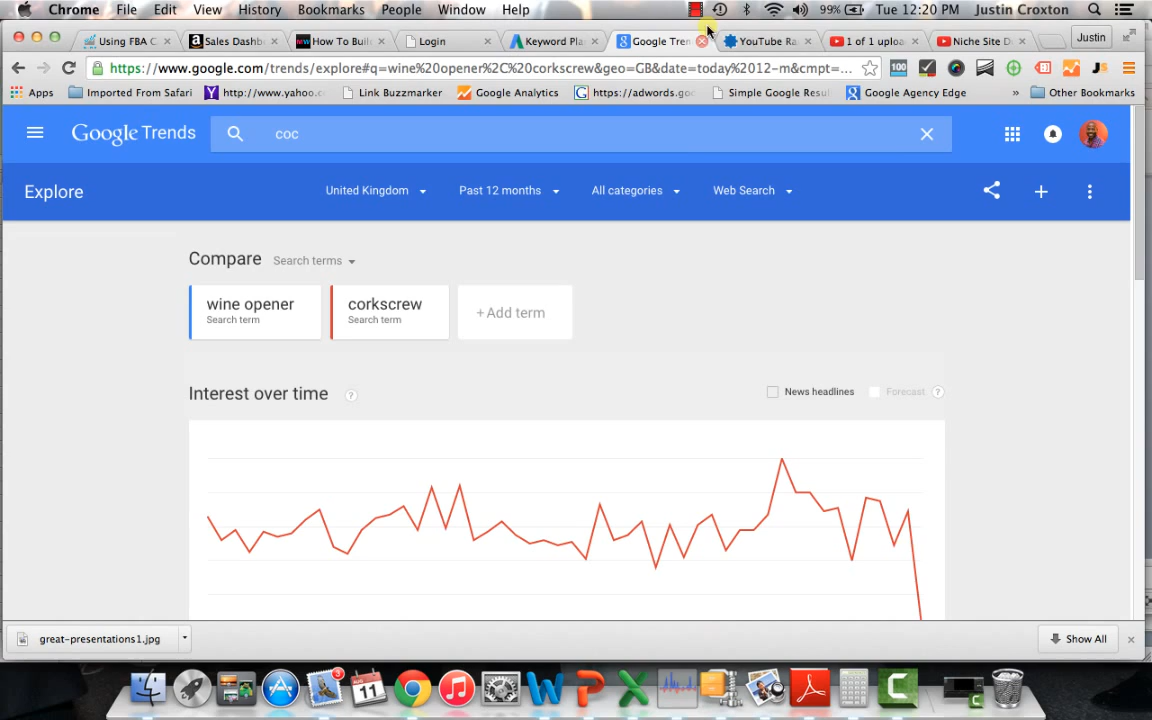 Chrome File Edit View History Bookmarks People Window Help 99% Tue 12:20 PM Justin Croxton
Using FBA C Sales Dashb How To Buil Login Keyword Pla Google Tren YouTube Ra 1 of 1 uploa Niche Site D Justin
https://www.google.com/trends/explore#q=wine%20opener%2C%20corkscrew&geo=GB&date=today%2012-m&cmpt=... 100
Apps Imported From Safari http://www.yahoo.c Link Buzzmarker Google Analytics https://adwords.goo Simple Google Resul Google Agency Edge » Other Bookmarks
Google Trends coc
Explore United Kingdom Past 12 months All categories Web Search
Compare Search terms
wine opener corkscrew + Add term
Search term Search term
Interest over time ? News headlines Forecast ?
great-presentations1.jpg Show All
3
AUG
11